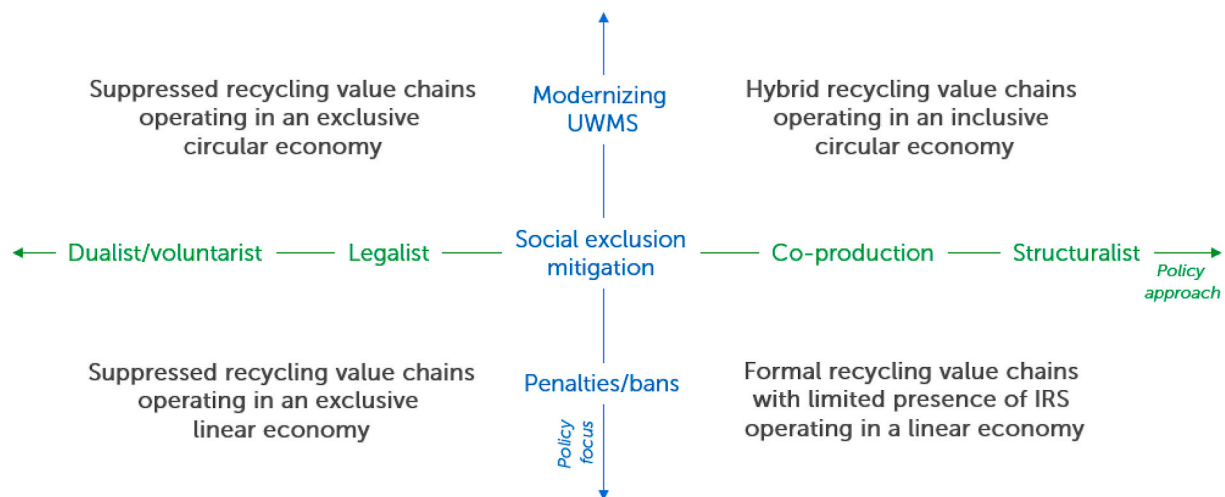 Suppressed recycling value chains
operating in an exclusive
circular economy
Modernizing
UWMS
Hybrid recycling value chains
operating in an inclusive
circular economy
Dualist/voluntarist
Legalist
Social exclusion
mitigation
Co-production
Structuralist
Policy
approach
Suppressed recycling value chains
operating in an exclusive
linear economy
Penalties/bans
Policy
focus
Formal recycling value chains
with limited presence of IRS
operating in a linear economy